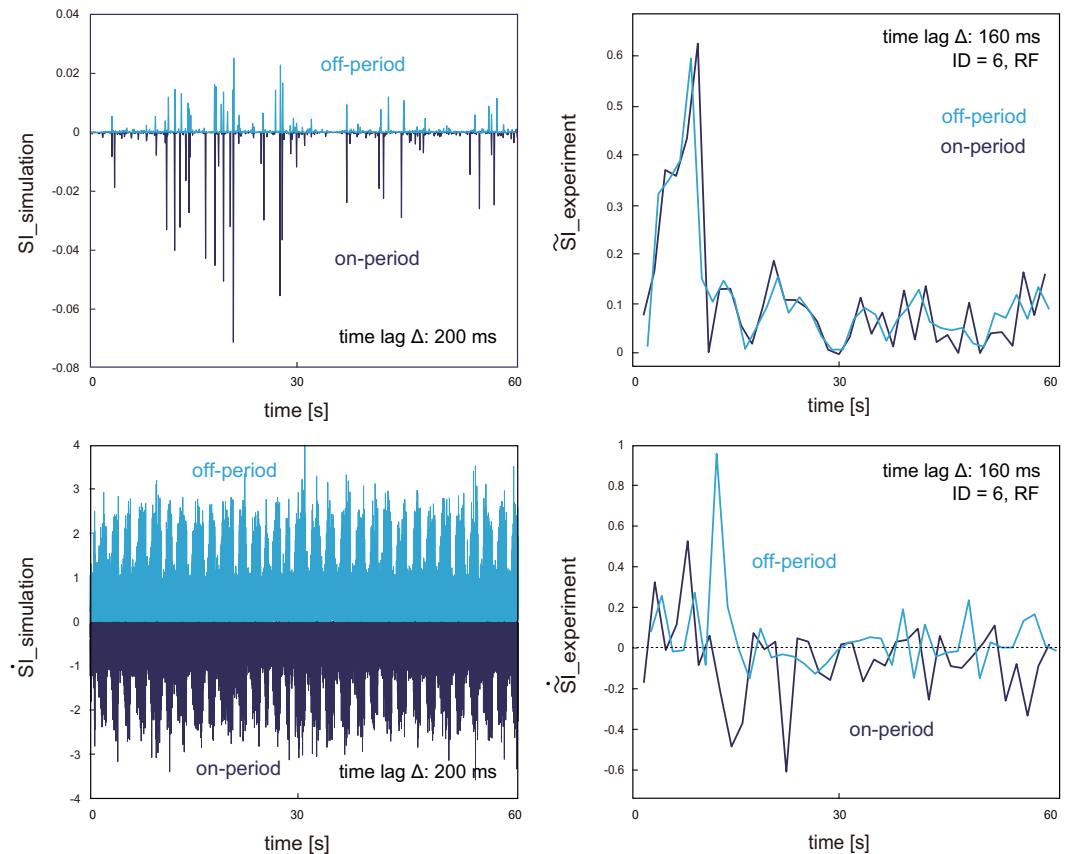 0.04
0.02
0
-0.02
-0.04
-0.06
-0.08
SI_simulation
off-period
on-period
time lag Δ: 200 ms
0
30
60
time [s]
0.6
0.5
0.4
0.3
0.2
0.1
0
S̃I_experiment
time lag Δ: 160 ms
ID = 6, RF
off-period
on-period
0
30
60
time [s]
4
3
2
1
0
-1
-2
-3
-4
ṠI_simulation
off-period
on-period
time lag Δ: 200 ms
0
30
60
time [s]
1
0.8
0.6
0.4
0.2
0
-0.2
-0.4
-0.6
S̃̇I_experiment
time lag Δ: 160 ms
ID = 6, RF
off-period
on-period
0
30
60
time [s]